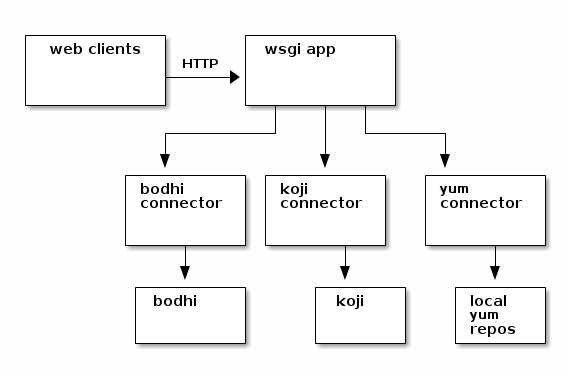 web clients
HTTP
wsgi app
bodhi
connector
koji
connector
yum
connector
bodhi
koji
local
yum
repos